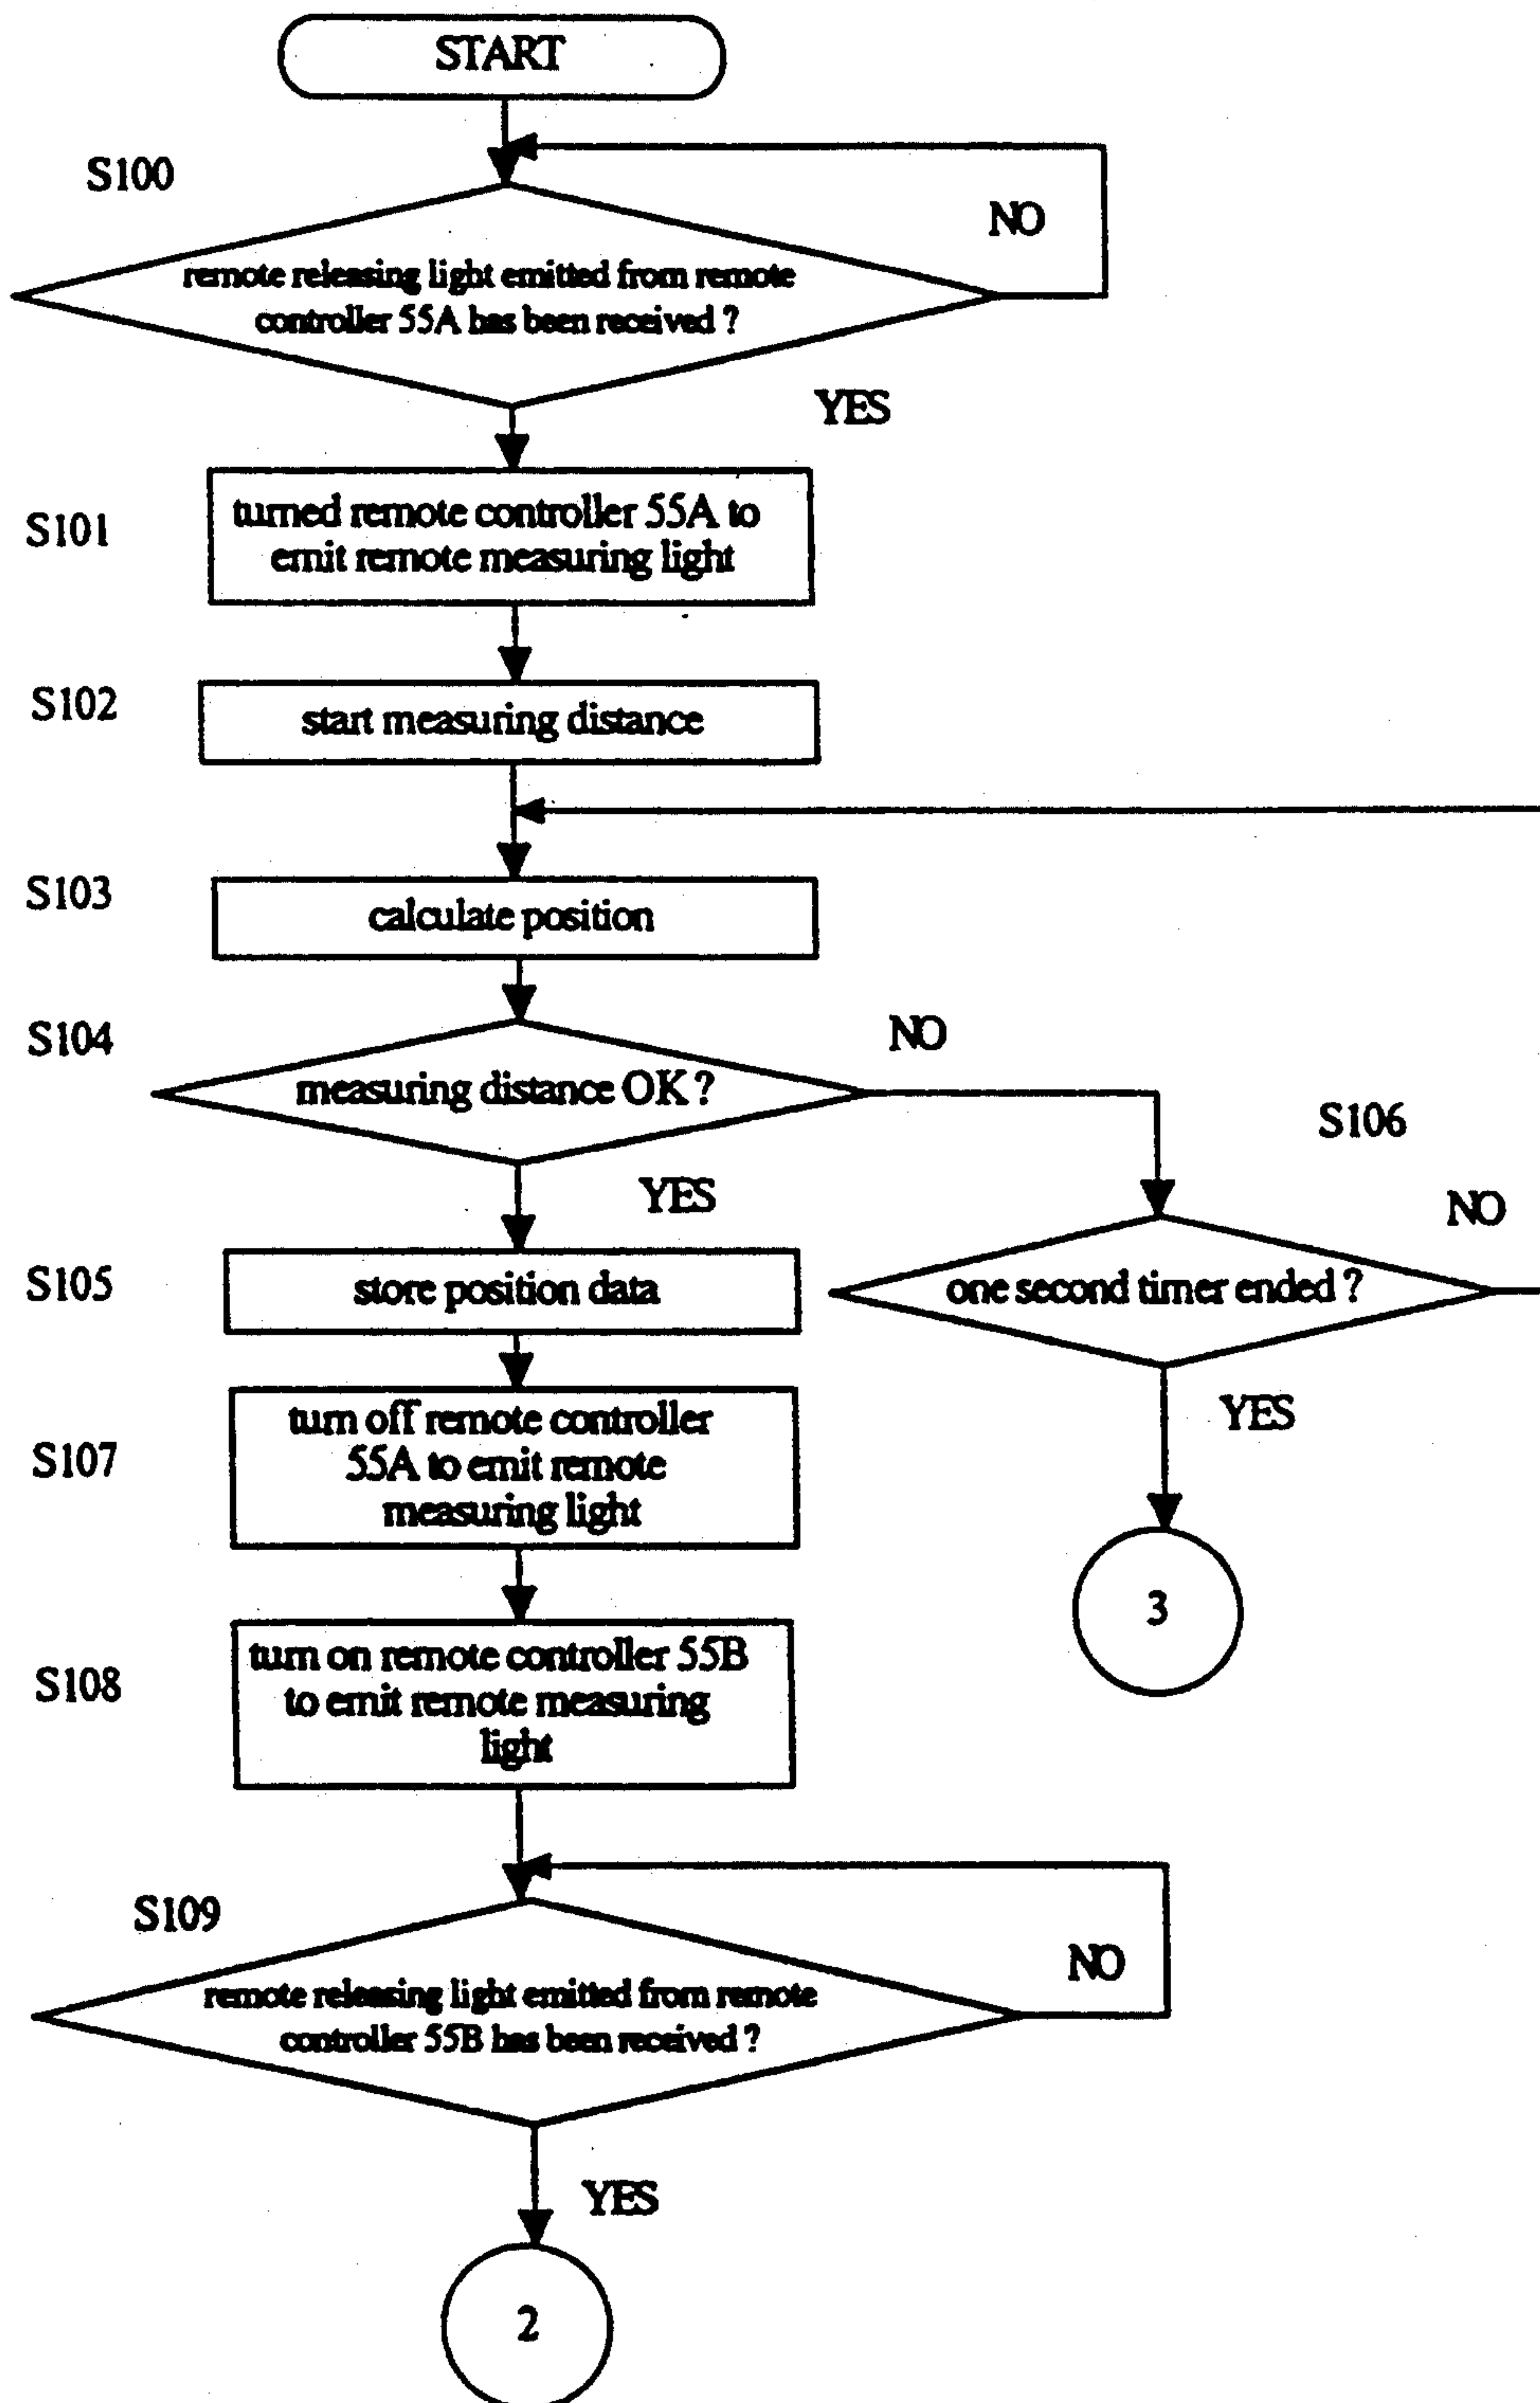 START
S100
NO
remote releasing light emitted from remote
controller 55A has been received ?
YES
S101
turned remote controller 55A to
emit remote measuring light
S102
start measuring distance
S103
calculate position
S104
NO
measuring distance OK ?
S106
YES
NO
S105
store position data
one second timer ended ?
YES
S107
turn off remote controller
55A to emit remote
measuring light
3
S108
turn on remote controller 55B
to emit remote measuring
light
S109
NO
remote releasing light emitted from remote
controller 55B has been received ?
YES
2